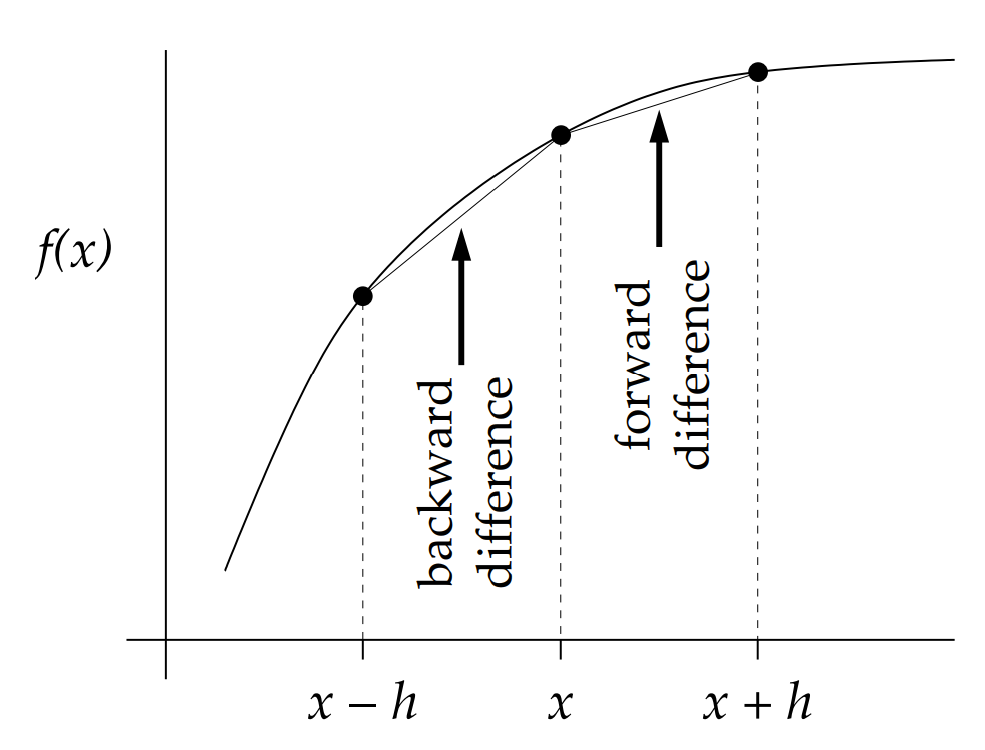 f(x)
backward
difference
forward
difference
x − h
x
x + h